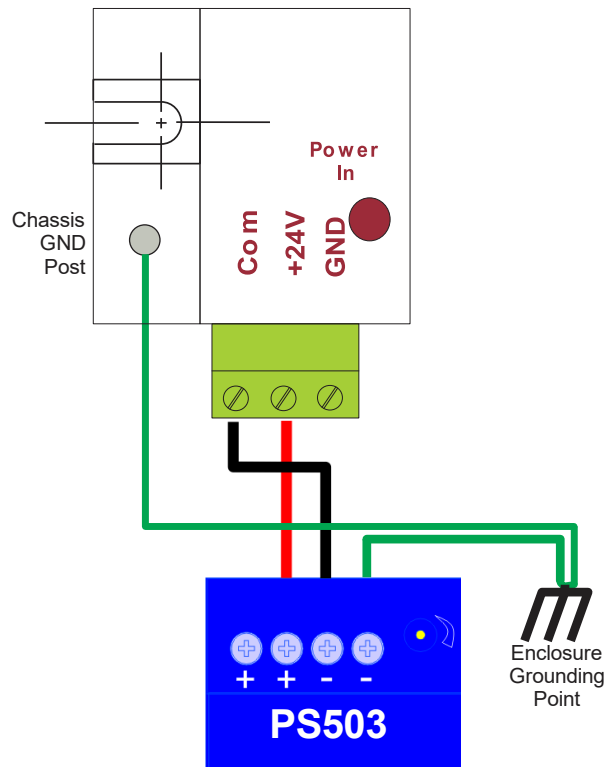 Power
In
Com
+24V
GND
Chassis
GND
Post
Enclosure
Grounding
Point
+ + - -
PS503